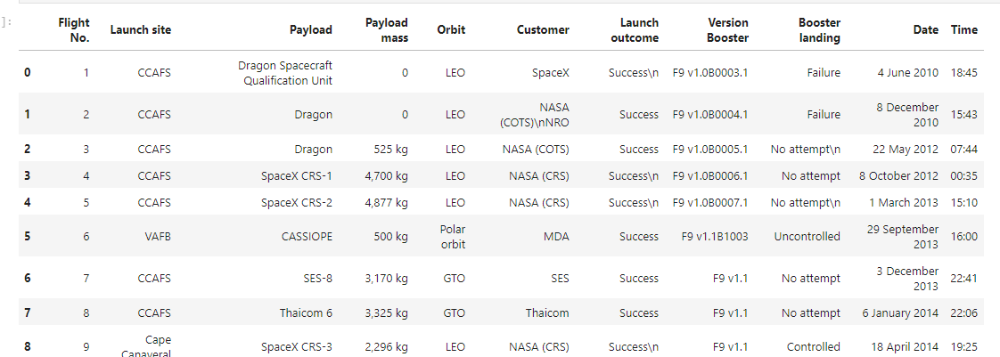 ]:
Flight No. Launch site Payload Payload mass Orbit Customer Launch outcome Version Booster Booster landing Date Time
0 1 CCAFS Dragon Spacecraft Qualification Unit 0 LEO SpaceX Success\n F9 v1.0B0003.1 Failure 4 June 2010 18:45
1 2 CCAFS Dragon 0 LEO NASA (COTS)\nNRO Success F9 v1.0B0004.1 Failure 8 December 2010 15:43
2 3 CCAFS Dragon 525 kg LEO NASA (COTS) Success F9 v1.0B0005.1 No attempt\n 22 May 2012 07:44
3 4 CCAFS SpaceX CRS-1 4,700 kg LEO NASA (CRS) Success\n F9 v1.0B0006.1 No attempt 8 October 2012 00:35
4 5 CCAFS SpaceX CRS-2 4,877 kg LEO NASA (CRS) Success\n F9 v1.0B0007.1 No attempt\n 1 March 2013 15:10
5 6 VAFB CASSIOPE 500 kg Polar orbit MDA Success F9 v1.1B1003 Uncontrolled 29 September 2013 16:00
6 7 CCAFS SES-8 3,170 kg GTO SES Success F9 v1.1 No attempt 3 December 2013 22:41
7 8 CCAFS Thaicom 6 3,325 kg GTO Thaicom Success F9 v1.1 No attempt 6 January 2014 22:06
8 9 Cape Canaveral SpaceX CRS-3 2,296 kg LEO NASA (CRS) Success\n F9 v1.1 Controlled 18 April 2014 19:25